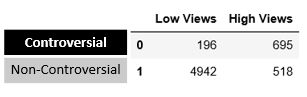 Low Views High Views
Controversial 0 196 695
Non-Controversial 1 4942 518